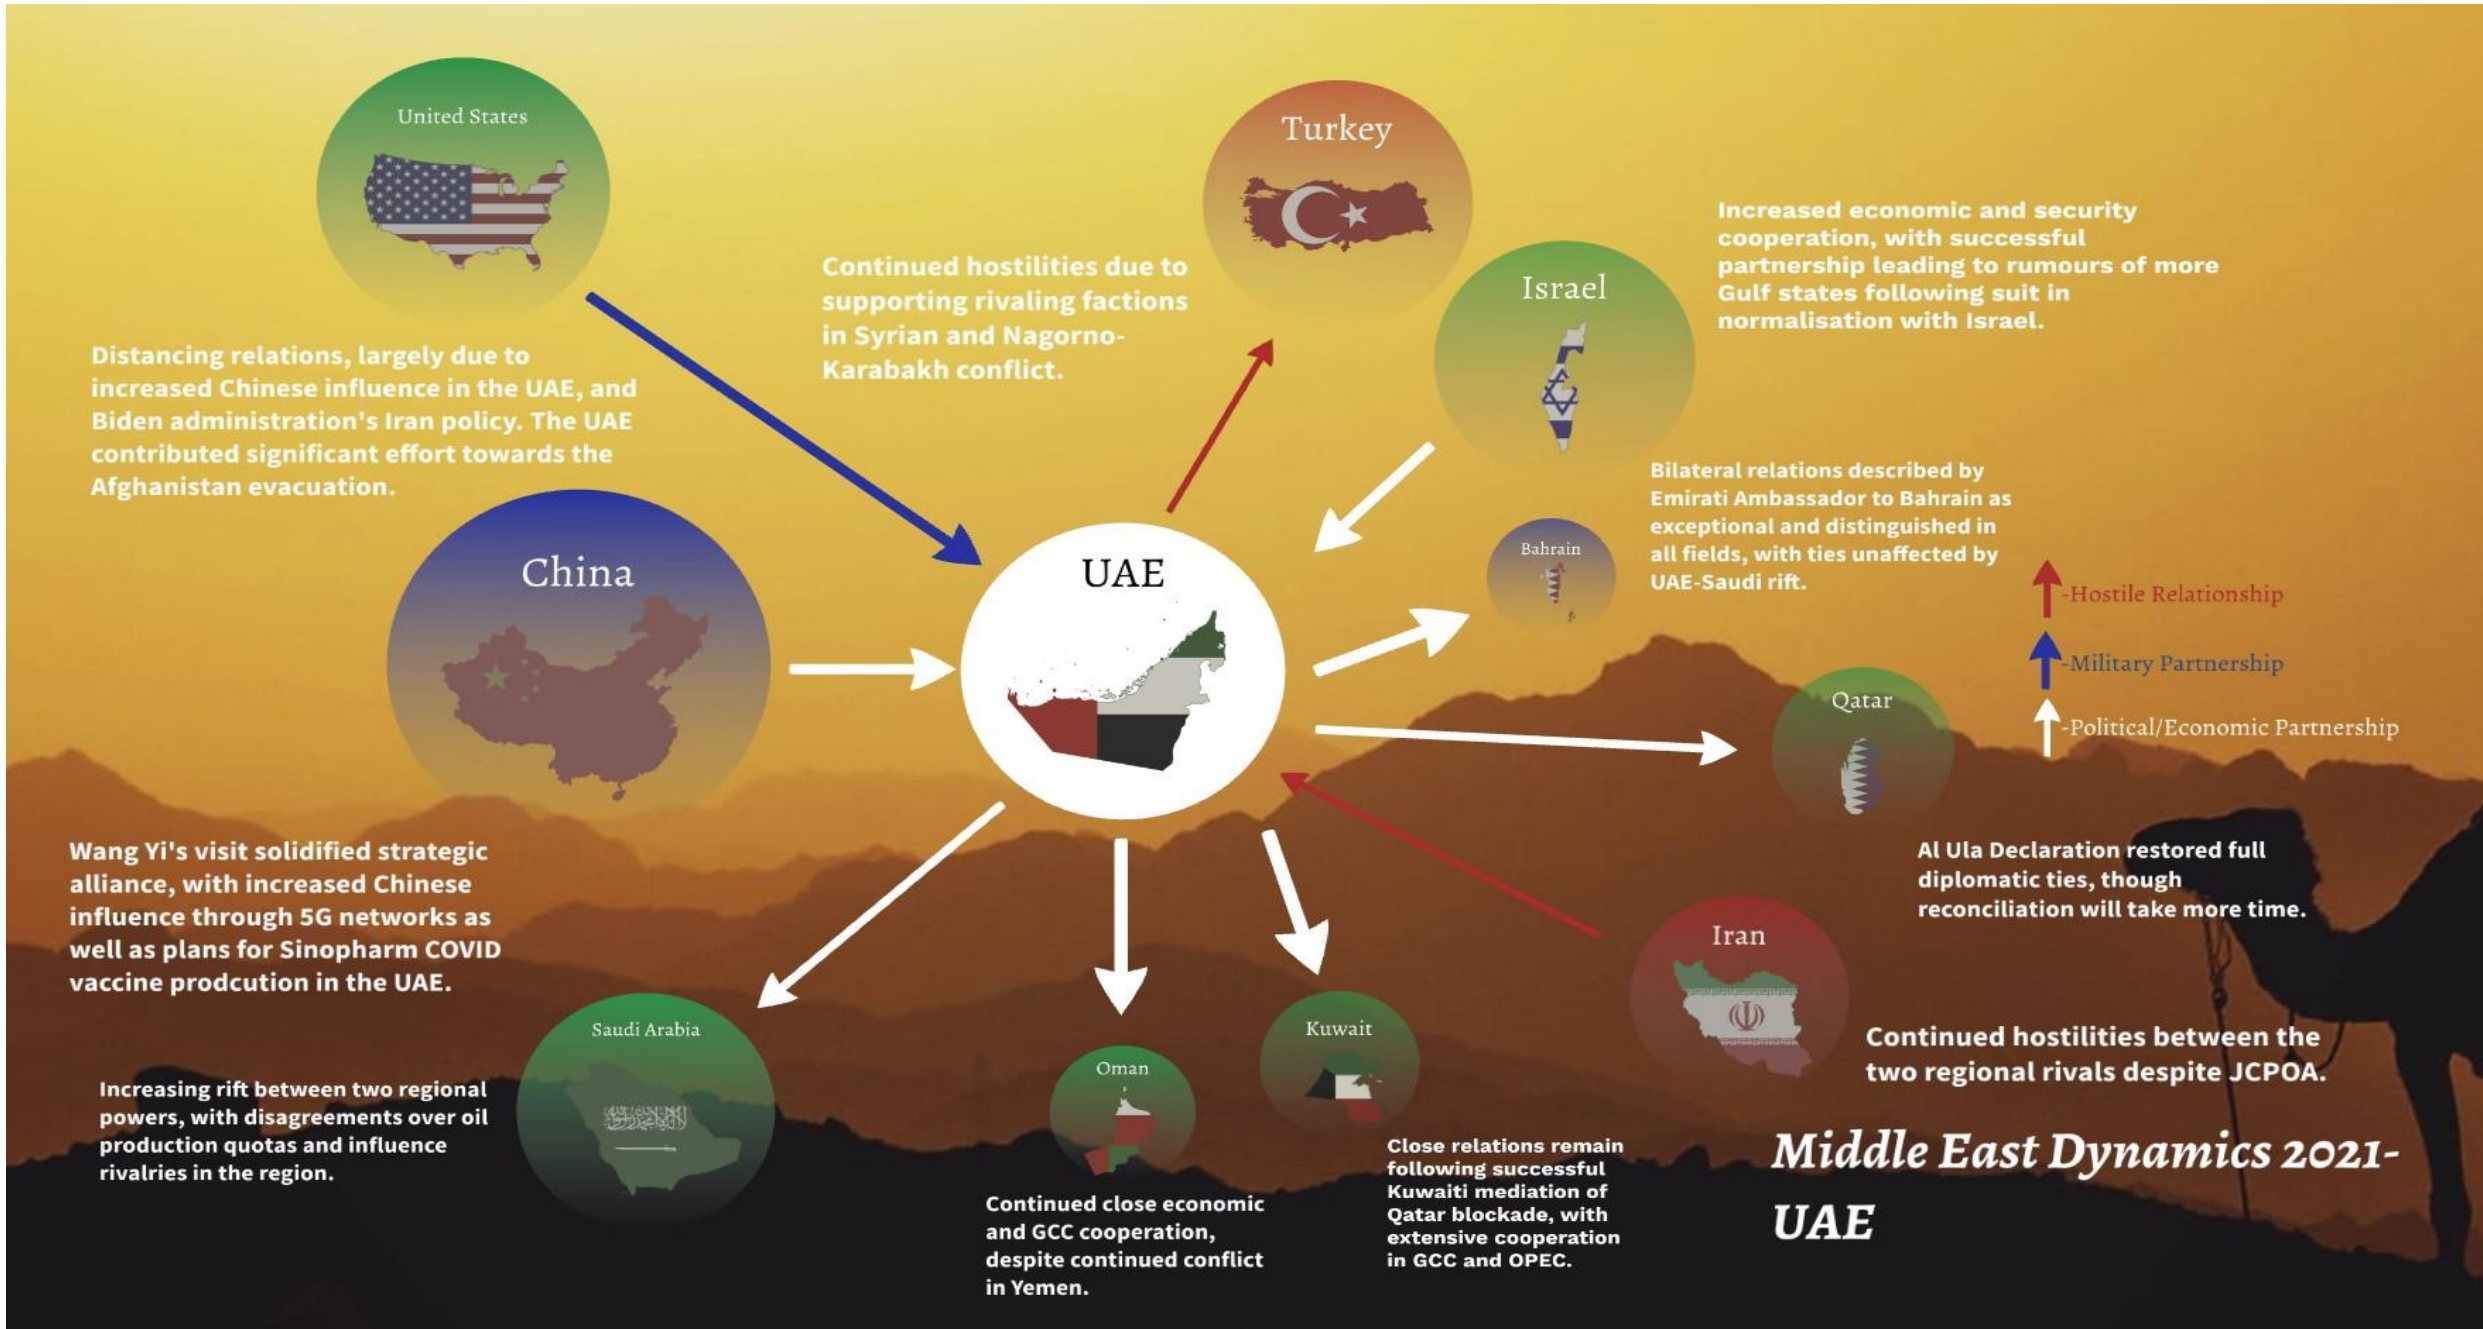 United States
Distancing relations, largely due to
increased Chinese influence in the UAE, and
Biden administration's Iran policy. The UAE
contributed significant effort towards the
Afghanistan evacuation.
Turkey
Continued hostilities due to
supporting rivaling factions
in Syrian and Nagorno-
Karabakh conflict.
Israel
Increased economic and security
cooperation, with successful
partnership leading to rumours of more
Gulf states following suit in
normalisation with Israel.
Bahrain
Bilateral relations described by
Emirati Ambassador to Bahrain as
exceptional and distinguished in
all fields, with ties unaffected by
UAE-Saudi rift.
-Hostile Relationship
-Military Partnership
-Political/Economic Partnership
China
Wang Yi's visit solidified strategic
alliance, with increased Chinese
influence through 5G networks as
well as plans for Sinopharm COVID
vaccine prodcution in the UAE.
UAE
Qatar
Al Ula Declaration restored full
diplomatic ties, though
reconciliation will take more time.
Iran
Continued hostilities between the
two regional rivals despite JCPOA.
Saudi Arabia
Increasing rift between two regional
powers, with disagreements over oil
production quotas and influence
rivalries in the region.
Oman
Continued close economic
and GCC cooperation,
despite continued conflict
in Yemen.
Kuwait
Close relations remain
following successful
Kuwaiti mediation of
Qatar blockade, with
extensive cooperation
in GCC and OPEC.
Middle East Dynamics 2021-
UAE